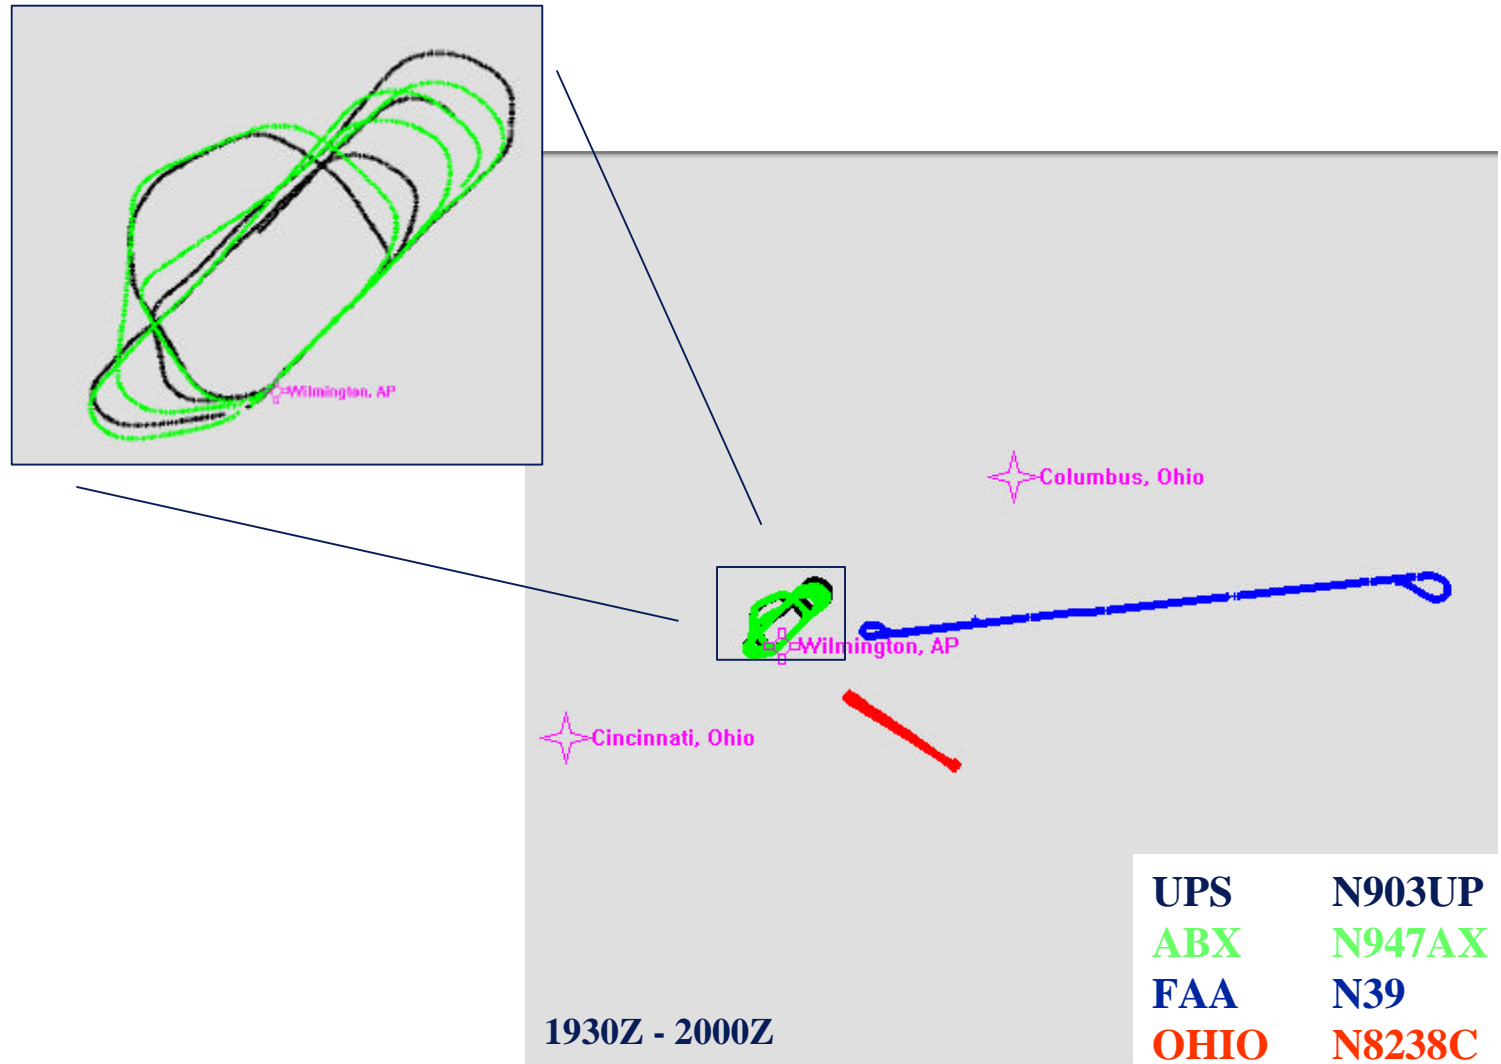 Wilmington, AP
Columbus, Ohio
Wilmington, AP
Cincinnati, Ohio
UPS N903UP
ABX N947AX
FAA N39
1930Z - 2000Z
OHIO N8238C